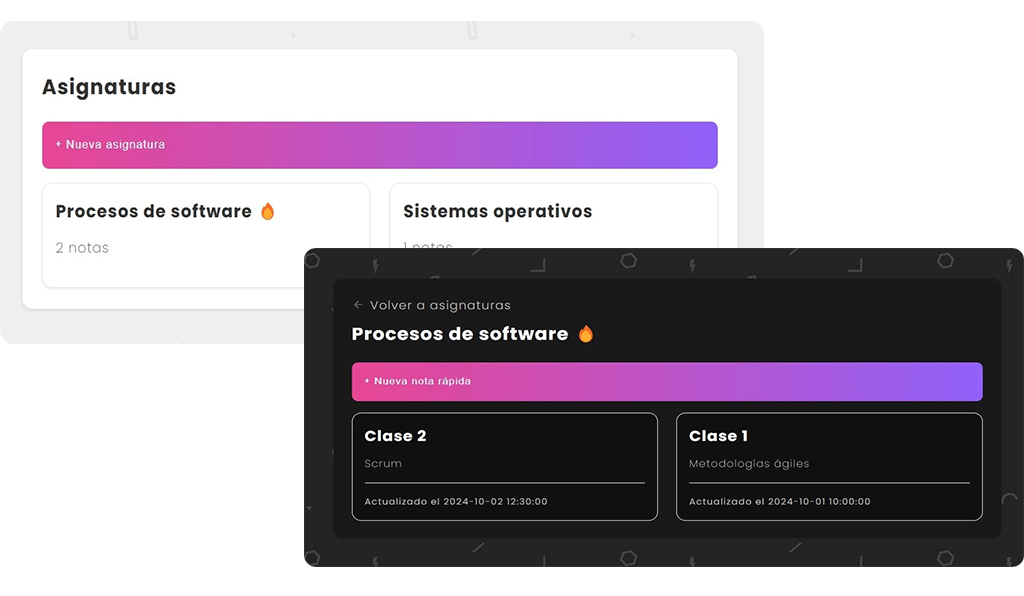 Asignaturas
+ Nueva asignatura
Procesos de software 🔥
2 notas
Sistemas operativos
1 notas
← Volver a asignaturas
Procesos de software 🔥
+ Nueva nota rápida
Clase 2
Scrum
Actualizado el 2024-10-02 12:30:00
Clase 1
Metodologías ágiles
Actualizado el 2024-10-01 10:00:00